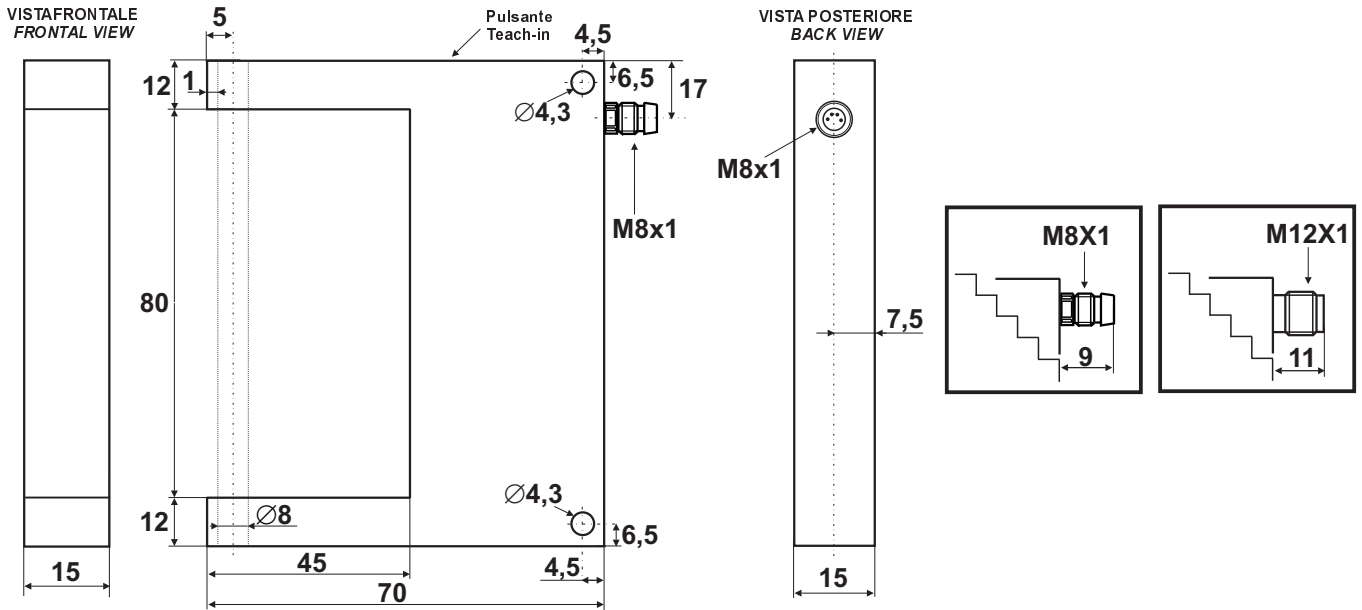 VISTAFRONTALE
FRONTAL VIEW
5
Pulsante
Teach-in
4,5
VISTA POSTERIORE
BACK VIEW
12
1
6,5
17
∅4,3
M8x1
M8x1
M8X1
M12X1
80
7,5
9
11
∅4,3
12
∅8
6,5
15
45
4,5
15
70